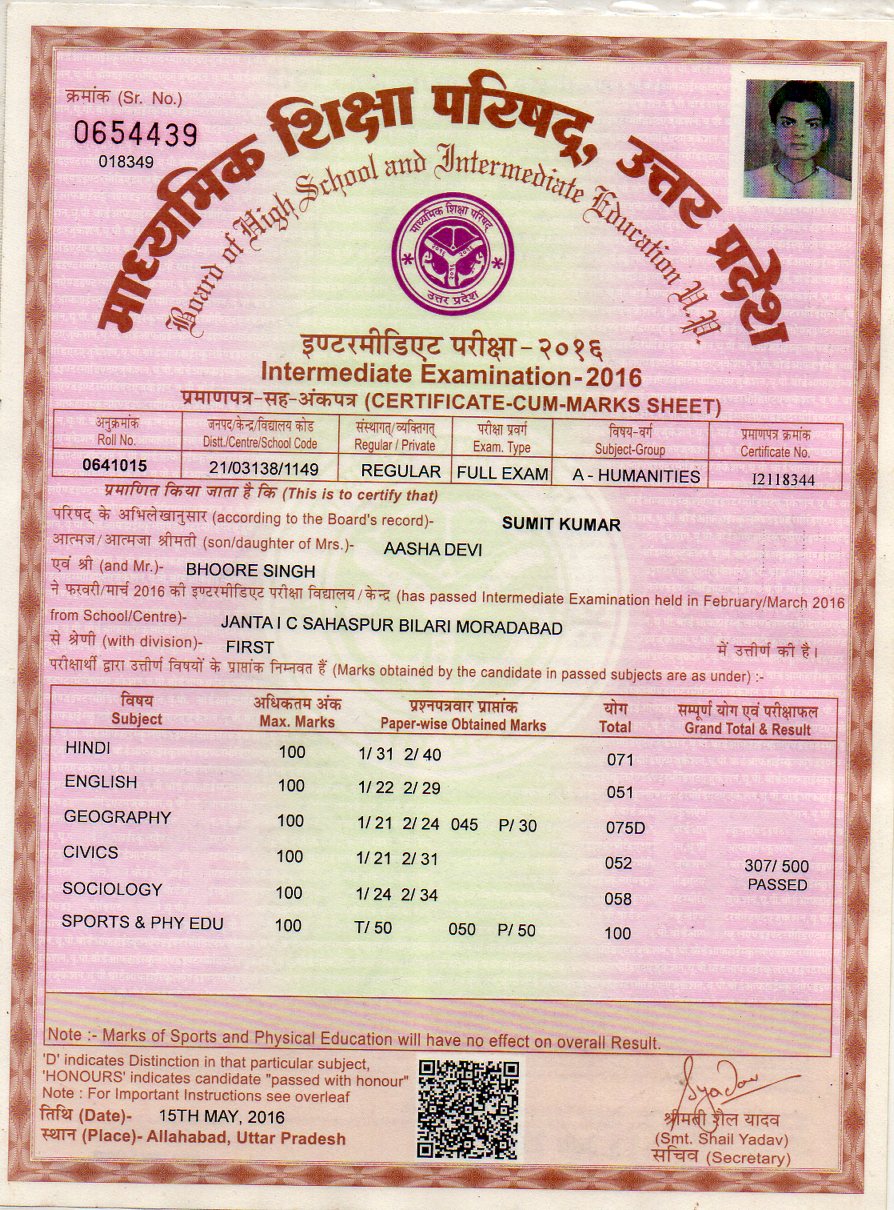 क्रमांक (Sr. No.)
0654439
018349
माध्यमिक शिक्षा परिषद्, उत्तर प्रदेश
Board of High School and Intermediate Education U.P.
माध्यमिक शिक्षा परिषद्
उत्तर प्रदेश
इण्टरमीडिएट परीक्षा - २०१६
Intermediate Examination - 2016
प्रमाणपत्र-सह-अंकपत्र (CERTIFICATE-CUM-MARKS SHEET)
अनुक्रमांक जनपद/केन्द्र/विद्यालय कोड संस्थागत/व्यक्तिगत् परीक्षा प्रवर्ग विषय-वर्ग प्रमाणपत्र क्रमांक
Roll No. Distt./Centre/School Code Regular / Private Exam. Type Subject-Group Certificate No.
0641015 21/03138/1149 REGULAR FULL EXAM A - HUMANITIES I2118344
प्रमाणित किया जाता है कि (This is to certify that)
परिषद् के अभिलेखानुसार (according to the Board's record)- SUMIT KUMAR
आत्मज/आत्मजा श्रीमती (son/daughter of Mrs.)- AASHA DEVI
एवं श्री (and Mr.)- BHOORE SINGH
ने फरवरी/मार्च 2016 की इण्टरमीडिएट परीक्षा विद्यालय/केन्द्र (has passed Intermediate Examination held in February/March 2016
from School/Centre)- JANTA I C SAHASPUR BILARI MORADABAD
से श्रेणी (with division)- FIRST में उत्तीर्ण की है।
परीक्षार्थी द्वारा उत्तीर्ण विषयों के प्राप्तांक निम्नवत हैं (Marks obtained by the candidate in passed subjects are as under) :-
विषय अधिकतम अंक प्रश्नपत्रवार प्राप्तांक योग सम्पूर्ण योग एवं परीक्षाफल
Subject Max. Marks Paper-wise Obtained Marks Total Grand Total & Result
HINDI 100 1/ 31 2/ 40 071
ENGLISH 100 1/ 22 2/ 29 051
GEOGRAPHY 100 1/ 21 2/ 24 045 P/ 30 075D
CIVICS 100 1/ 21 2/ 31 052 307/ 500
PASSED
SOCIOLOGY 100 1/ 24 2/ 34 058
SPORTS & PHY EDU 100 T/ 50 050 P/ 50 100
Note :- Marks of Sports and Physical Education will have no effect on overall Result.
'D' indicates Distinction in that particular subject,
'HONOURS' indicates candidate "passed with honour"
Note : For Important Instructions see overleaf
तिथि (Date)- 15TH MAY, 2016
स्थान (Place)- Allahabad, Uttar Pradesh
SYadav
श्रीमती शैल यादव
(Smt. Shail Yadav)
सचिव (Secretary)